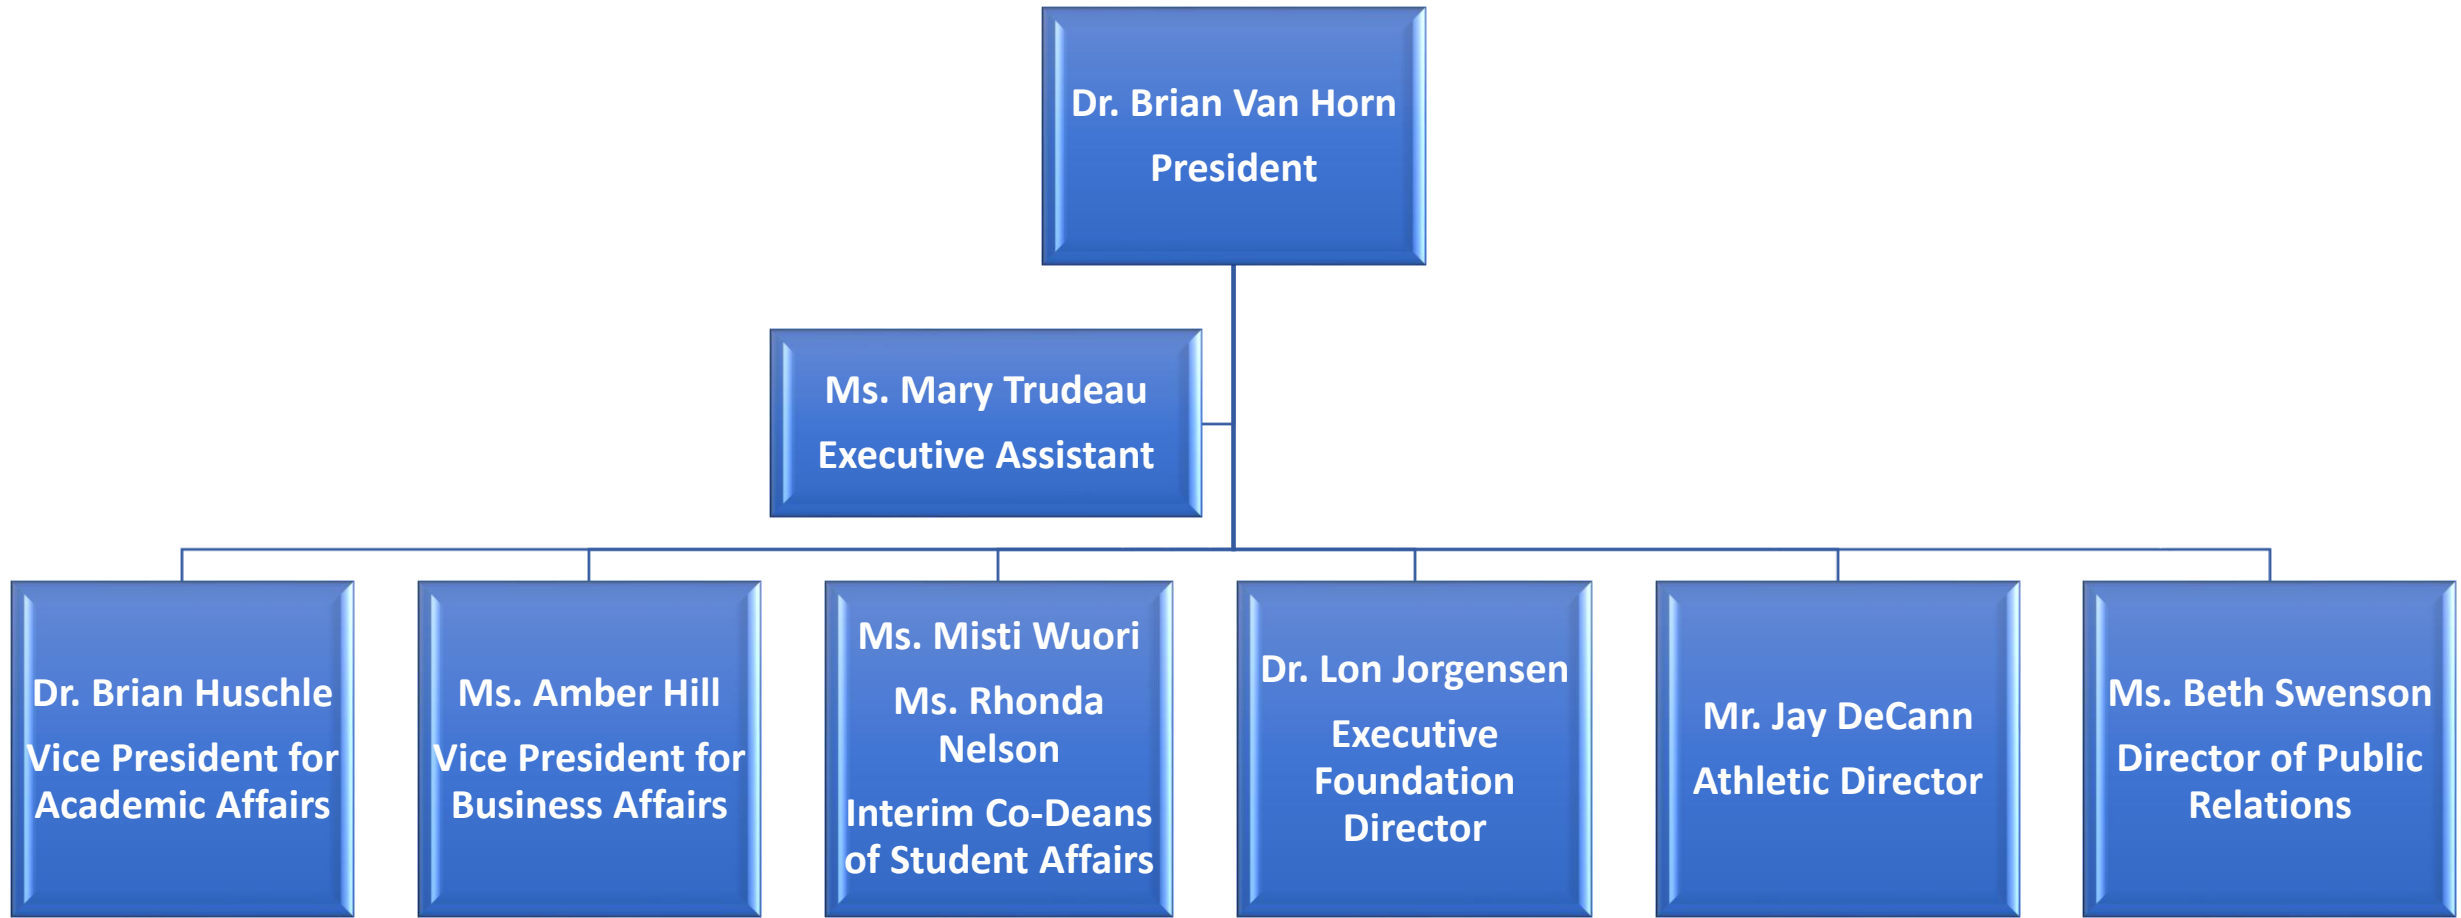 Dr. Brian Van Horn
President
Ms. Mary Trudeau
Executive Assistant
Dr. Brian Huschle
Vice President for
Academic Affairs
Ms. Amber Hill
Vice President for
Business Affairs
Ms. Misti Wuori
Ms. Rhonda
Nelson
Interim Co-Deans
of Student Affairs
Dr. Lon Jorgensen
Executive
Foundation
Director
Mr. Jay DeCann
Athletic Director
Ms. Beth Swenson
Director of Public
Relations